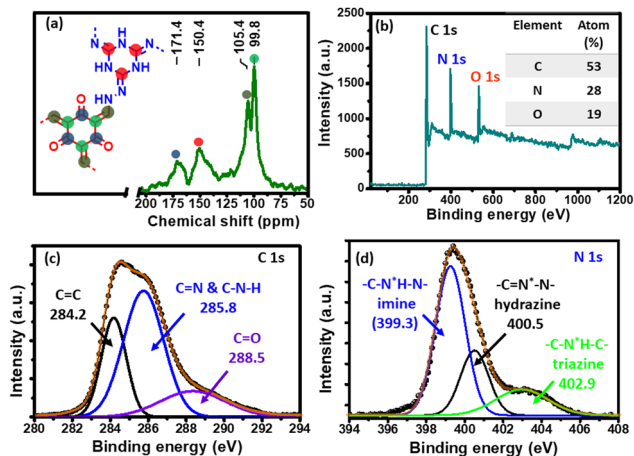 (a)
171.4
150.4
105.4
99.8
N
N
N
N
NH
N
N
H
HN
N
O
O
O
200 175 150 125 100 75 50
Chemical shift (ppm)
Intensity (a.u.)
(b)
C 1s
N 1s
O 1s
Element Atom (%)
C 53
N 28
O 19
2500
2000
1500
1000
500
0
0 200 400 600 800 1000 1200
Binding energy (eV)
Intensity (a.u.)
(c)
C 1s
C=C
284.2
C=N & C-N-H
285.8
C=O
288.5
280 282 284 286 288 290 292 294
Binding energy (eV)
Intensity (a.u.)
(d)
N 1s
-C-N*H-N-
imine
(399.3)
-C=N*-N-
hydrazine
400.5
-C-N*H-C-
triazine
402.9
394 396 398 400 402 404 406 408
Binding energy (eV)
Intensity (a.u.)